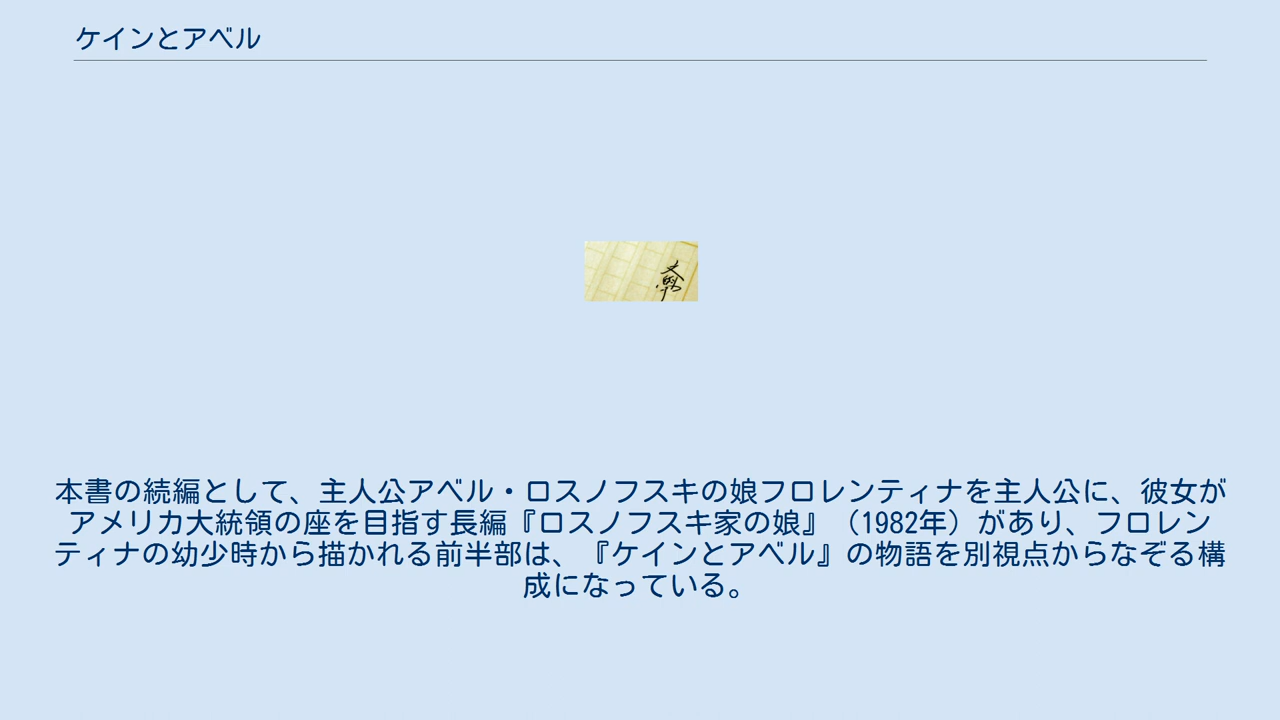 ケインとアベル
本書の続編として、主人公アベル・ロスノフスキの娘フロレンティナを主人公に、彼女が
アメリカ大統領の座を目指す長編『ロスノフスキ家の娘』（1982年）があり、フロレン
ティナの幼少時から描かれる前半部は、『ケインとアベル』の物語を別視点からなぞる構
成になっている。